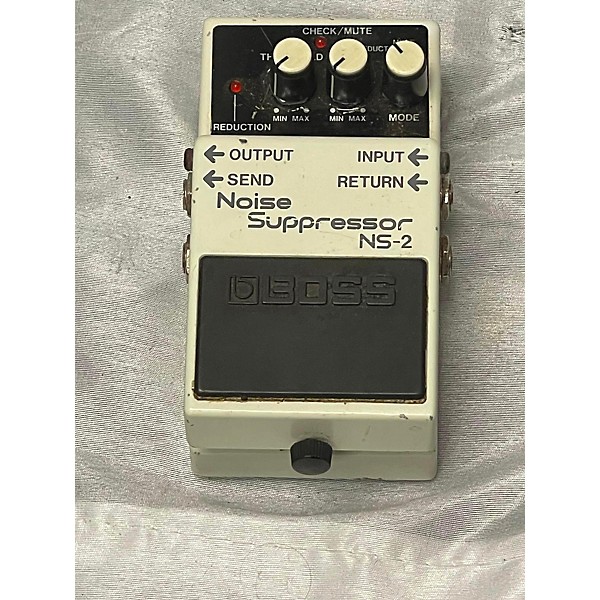 CHECK/MUTE
MIN MAX
MIN MAX
MODE
REDUCTION
← OUTPUT
INPUT ←
← SEND
RETURN ←
Noise
Suppressor
NS-2
BOSS